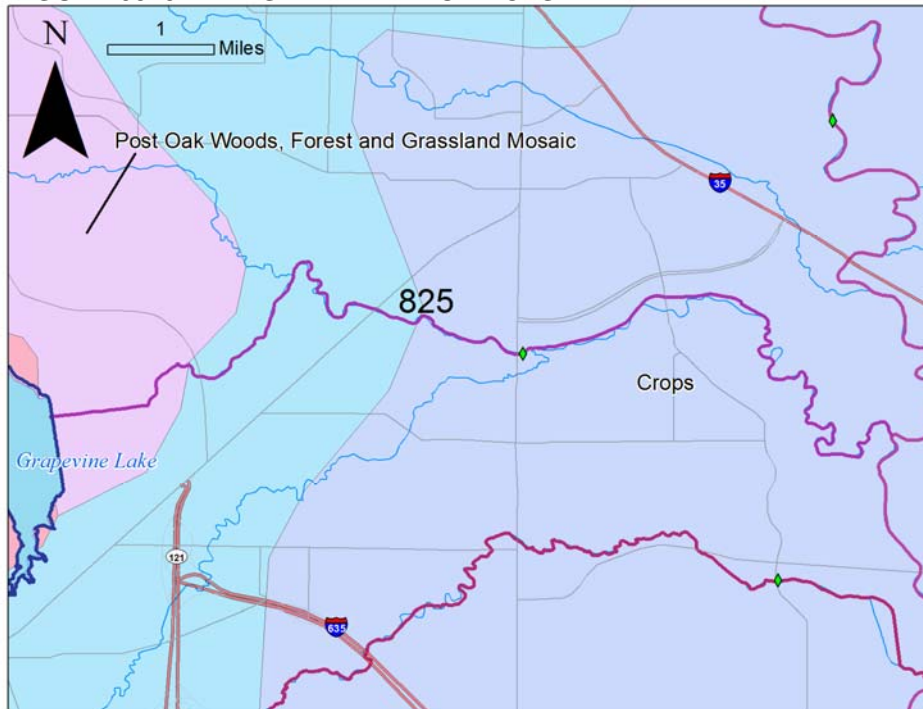 N
1
Miles
Post Oak Woods, Forest and Grassland Mosaic
35
825
Crops
Grapevine Lake
121
635